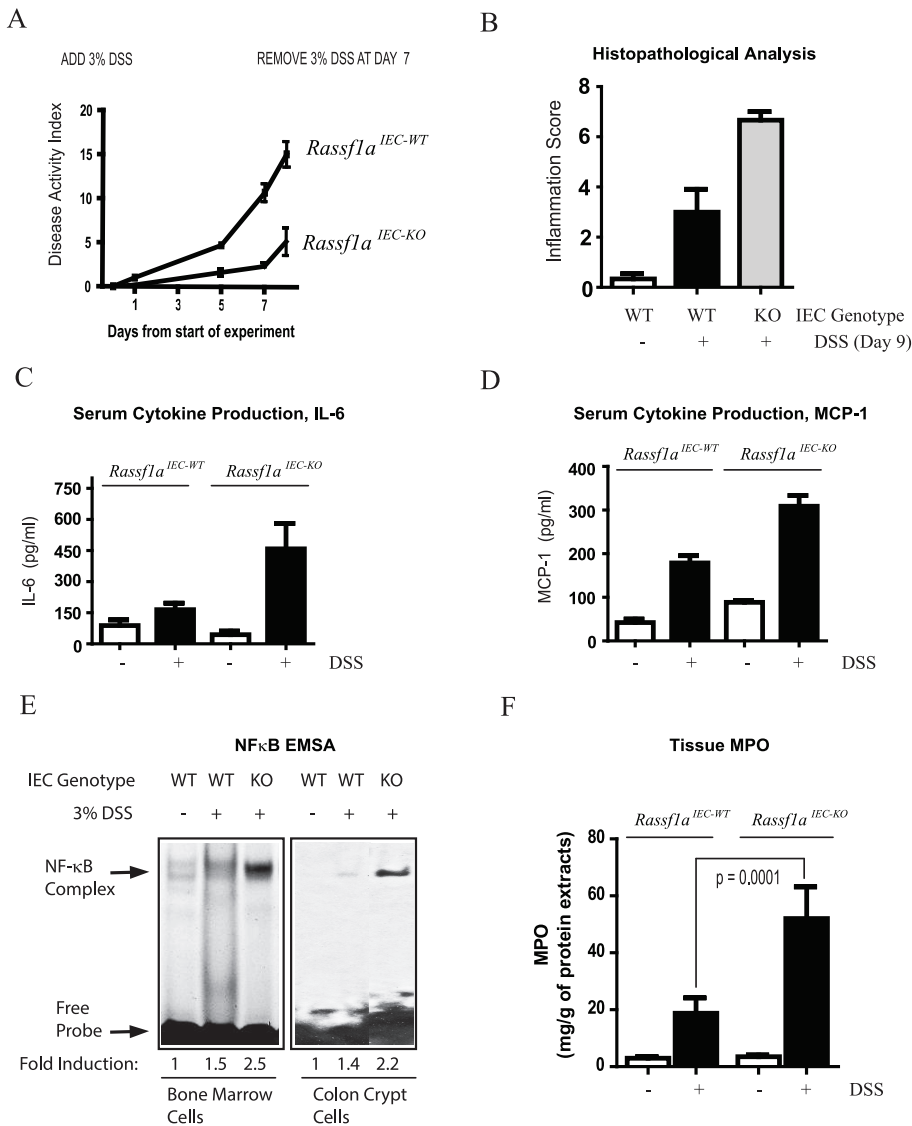 A
ADD 3% DSS
REMOVE 3% DSS AT DAY 7
Disease Activity Index
20
15
10
5
0
Rassf1a IEC-WT
Rassf1a IEC-KO
1 3 5 7
Days from start of experiment
B
Histopathological Analysis
Inflammation Score
8
6
4
2
0
WT WT KO IEC Genotype
- + + DSS (Day 9)
C
Serum Cytokine Production, IL-6
Rassf1a IEC-WT Rassf1a IEC-KO
IL-6 (pg/ml)
750
600
450
300
150
0
- + - + DSS
D
Serum Cytokine Production, MCP-1
Rassf1a IEC-WT Rassf1a IEC-KO
MCP-1 (pg/ml)
400
300
200
100
0
- + - + DSS
E
NFκB EMSA
IEC Genotype WT WT KO WT WT KO
3% DSS - + + - + +
NF-κB
Complex
Free
Probe
Fold Induction: 1 1.5 2.5 1 1.4 2.2
Bone Marrow
Cells
Colon Crypt
Cells
F
Tissue MPO
Rassf1a IEC-WT Rassf1a IEC-KO
MPO
(mg/g of protein extracts)
80
60
40
20
0
p = 0.0001
- + - + DSS